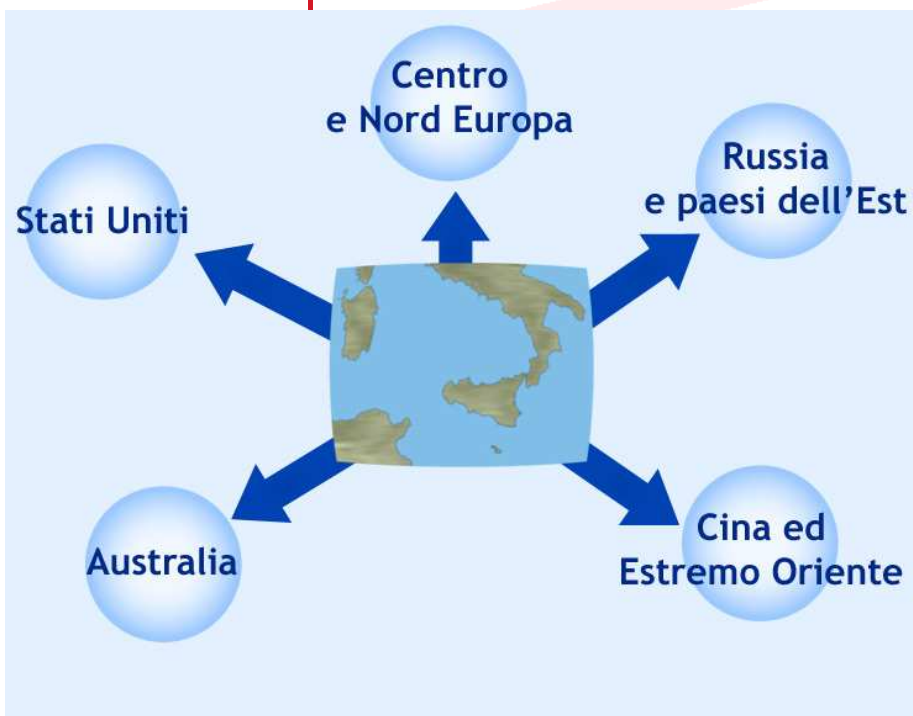 Centro
e Nord Europa
Russia
e paesi dell'Est
Stati Uniti
Australia
Cina ed
Estremo Oriente